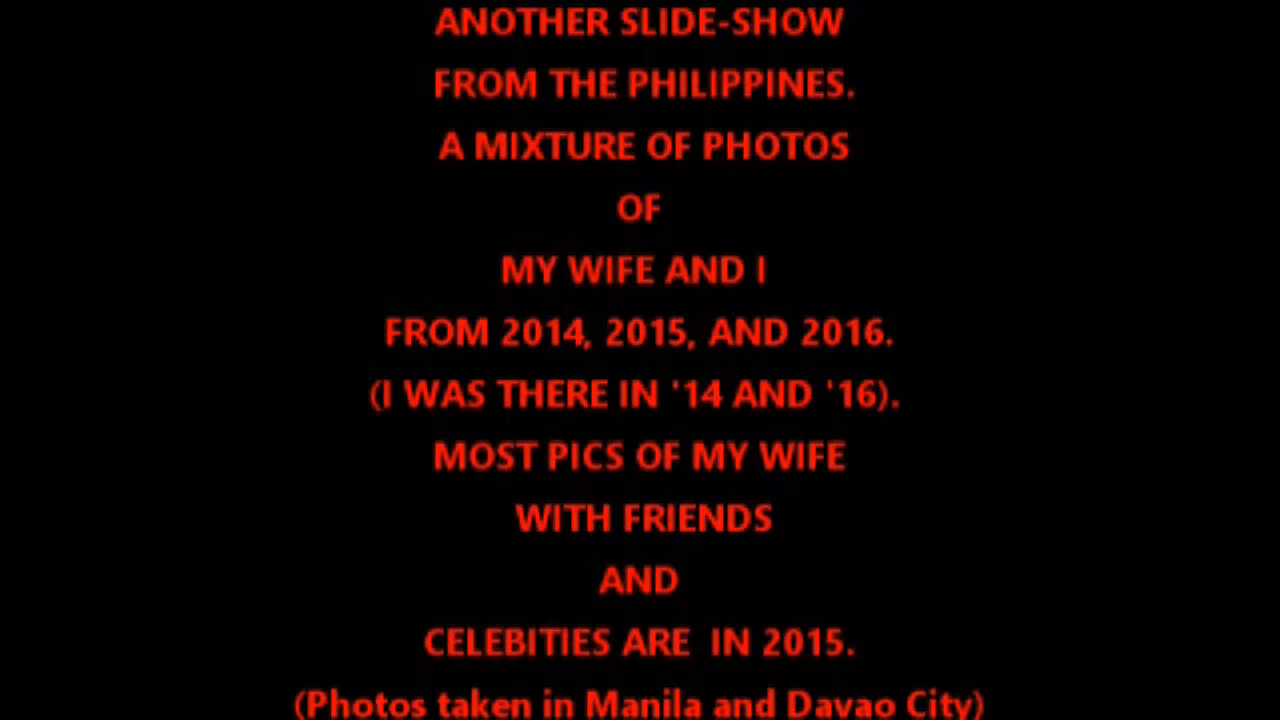 ANOTHER SLIDE-SHOW
FROM THE PHILIPPINES.
A MIXTURE OF PHOTOS
OF
MY WIFE AND I
FROM 2014, 2015, AND 2016.
(I WAS THERE IN '14 AND '16).
MOST PICS OF MY WIFE
WITH FRIENDS
AND
CELEBITIES ARE  IN 2015.
(Photos taken in Manila and Davao City)